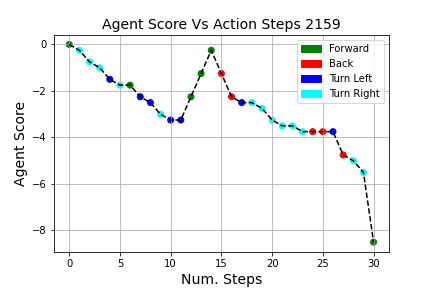 Agent Score Vs Action Steps 2159
Agent Score
0
−2
−4
−6
−8
Forward
Back
Turn Left
Turn Right
0 5 10 15 20 25 30
Num. Steps